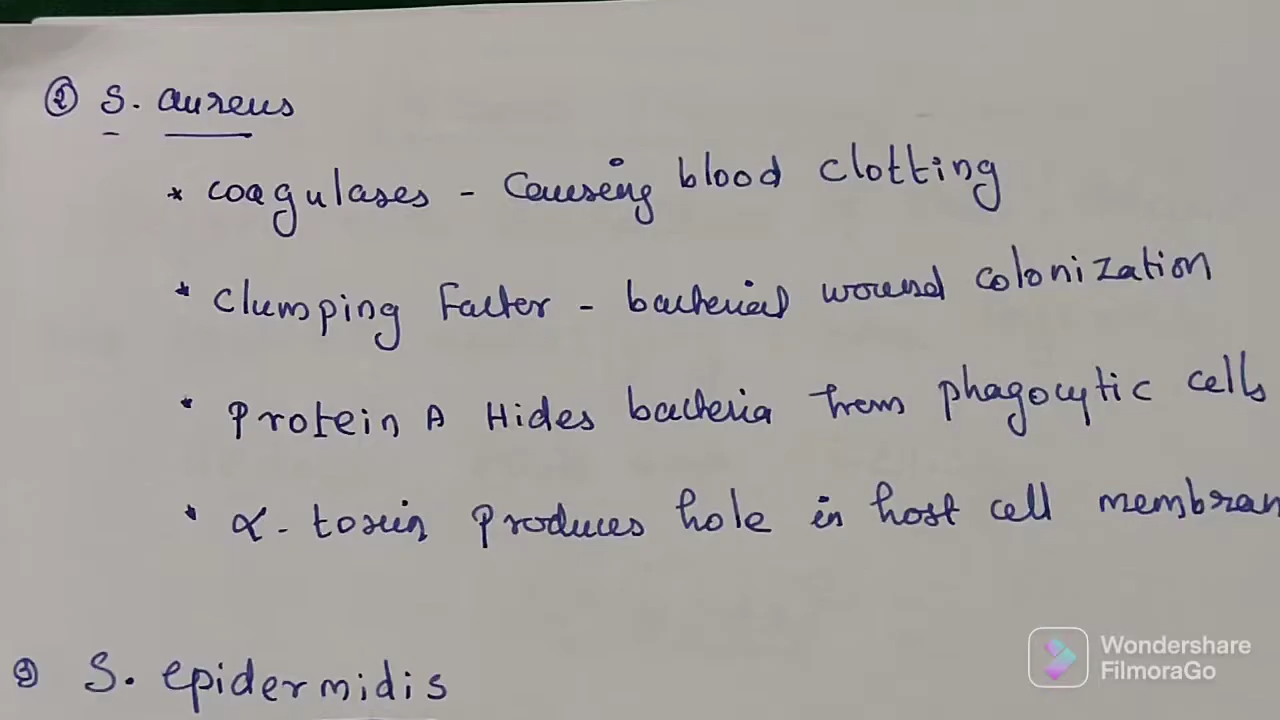 ② S. aureus
* coagulases - Causing blood clotting
* Clumping Factor - bacterial wound colonization
* Protein A Hides bacteria from phagocytic cells
* α - toxin produces hole in host cell membran
③ S. epidermidis
Wondershare
FilmoraGo